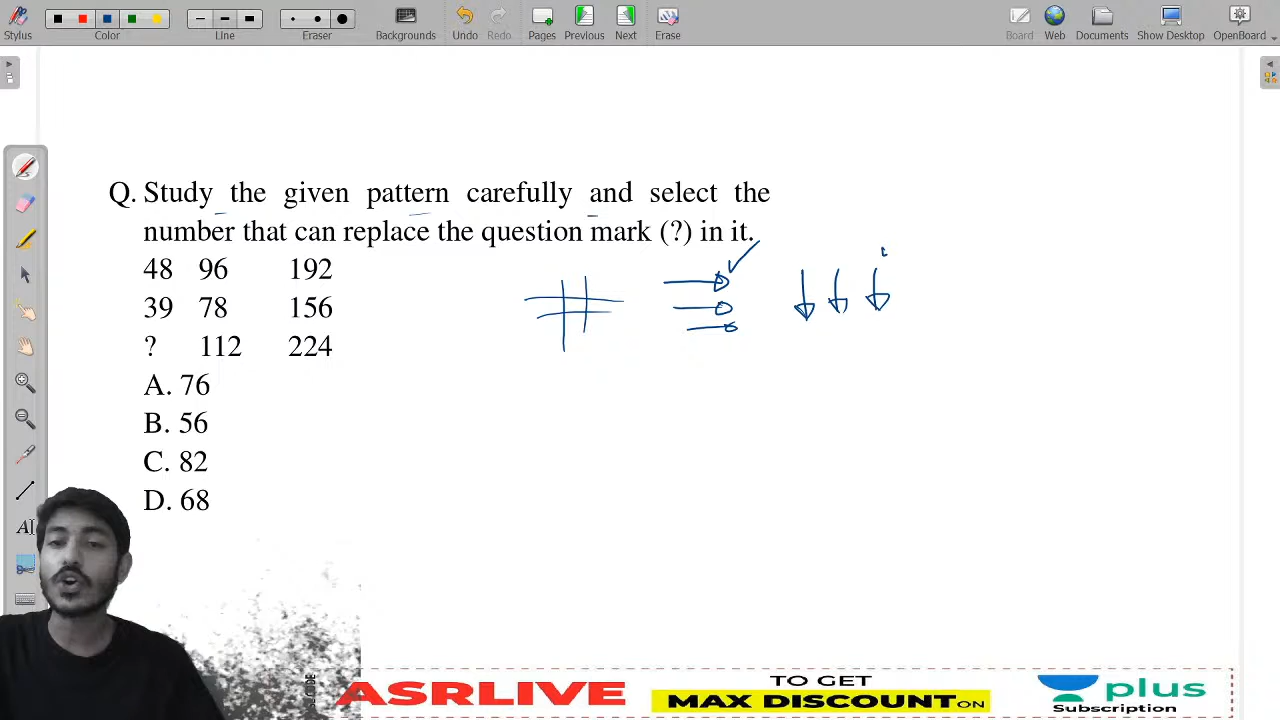 Stylus
Color
Line
Eraser
Backgrounds
Undo
Redo
Pages
Previous
Next
Erase
Board
Web
Documents
Show Desktop
OpenBoard
Q. Study the given pattern carefully and select the
number that can replace the question mark (?) in it.
48 96 192
39 78 156
? 112 224
A. 76
B. 56
C. 82
D. 68
AI
ASRLIVE
TO GET
MAX DISCOUNT ON
plus
Subscription